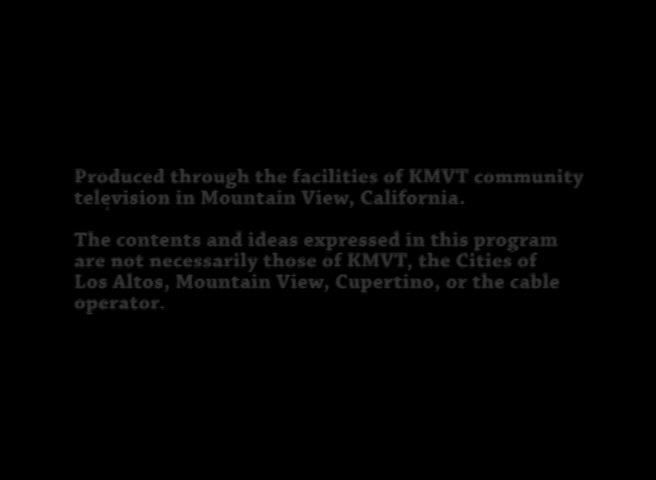 Produced through the facilities of KMVT community
television in Mountain View, California.
The contents and ideas expressed in this program
are not necessarily those of KMVT, the Cities of
Los Altos, Mountain View, Cupertino, or the cable
operator.